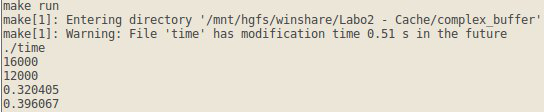 make run
make[1]: Entering directory '/mnt/hgfs/winshare/Labo2 - Cache/complex_buffer'
make[1]: Warning: File 'time' has modification time 0.51 s in the future
./time
16000
12000
0.320405
0.396067